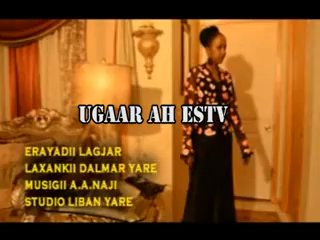 UGAAR AH ESTV
ERAYADII LAGJAR
LAXANKII DALMAR YARE
MUSIGII A.A.NAJI
STUDIO LIBAN YARE